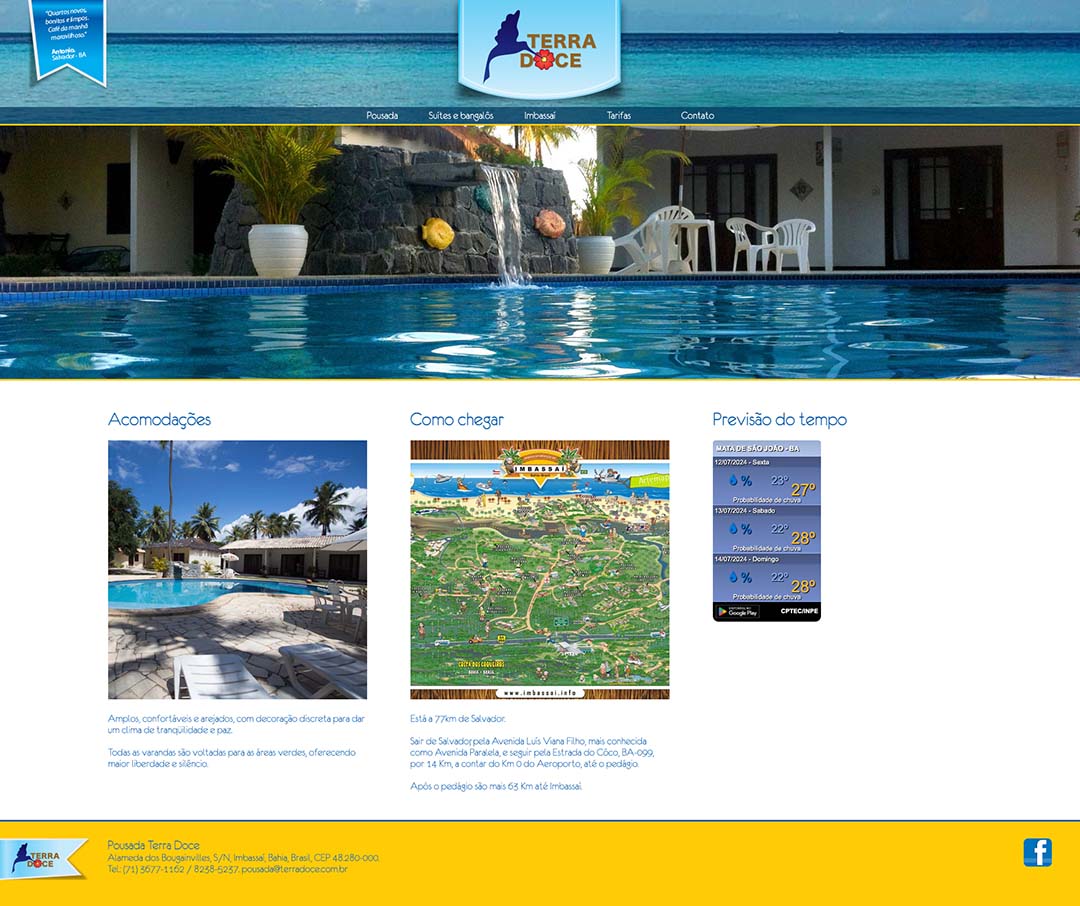 "Quartos novos,
bonitos e limpos.
Café da manhã
maravilhoso."
Antonio,
Salvador - BA
TERRA
DOCE
Pousada Suítes e bangalôs Imbassaí Tarifas Contato
Acomodações
Amplos, confortáveis e arejados, com decoração discreta para dar
um clima de tranqüilidade e paz.
Todas as varandas são voltadas para as áreas verdes, oferecendo
maior liberdade e silêncio.
Como chegar
IMBASSAÍ
COSTA DOS COQUEIROS
BAHIA - BRASIL
www.imbassai.info
Está a 77km de Salvador.
Sair de Salvador, pela Avenida Luís Viana Filho, mais conhecida
como Avenida Paralela, e seguir pela Estrada do Côco, BA-099,
por 14 Km, a contar do Km 0 do Aeroporto, até o pedágio.
Após o pedágio são mais 63 Km até Imbassaí.
Previsão do tempo
MATA DE SÃO JOÃO - BA
12/07/2024 - Sexta
% 23º 27º
Probabilidade de chuva
13/07/2024 - Sabado
% 22º 28º
Probabilidade de chuva
14/07/2024 - Domingo
% 22º 28º
Probabilidade de chuva
DISPONÍVEL NO
Google Play CPTEC/INPE
TERRA
DOCE
Pousada Terra Doce
Alameda dos Bougainvilles, S/N, Imbassaí, Bahia, Brasil, CEP 48.280-000,
Tel.: (71) 3677-1162 / 8238-5237. pousada@terradoce.com.br
f